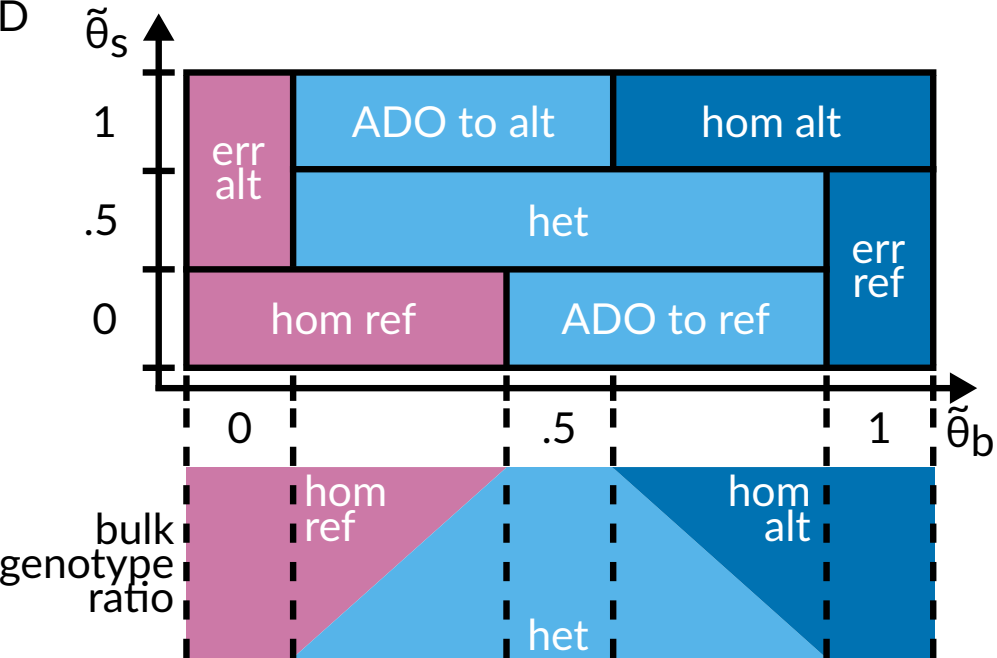 D
θ̃s
1
ADO to alt
hom alt
err
alt
.5
het
err
ref
0
hom ref
ADO to ref
0
.5
1
θ̃b
hom
ref
hom
alt
bulk
genotype
ratio
het